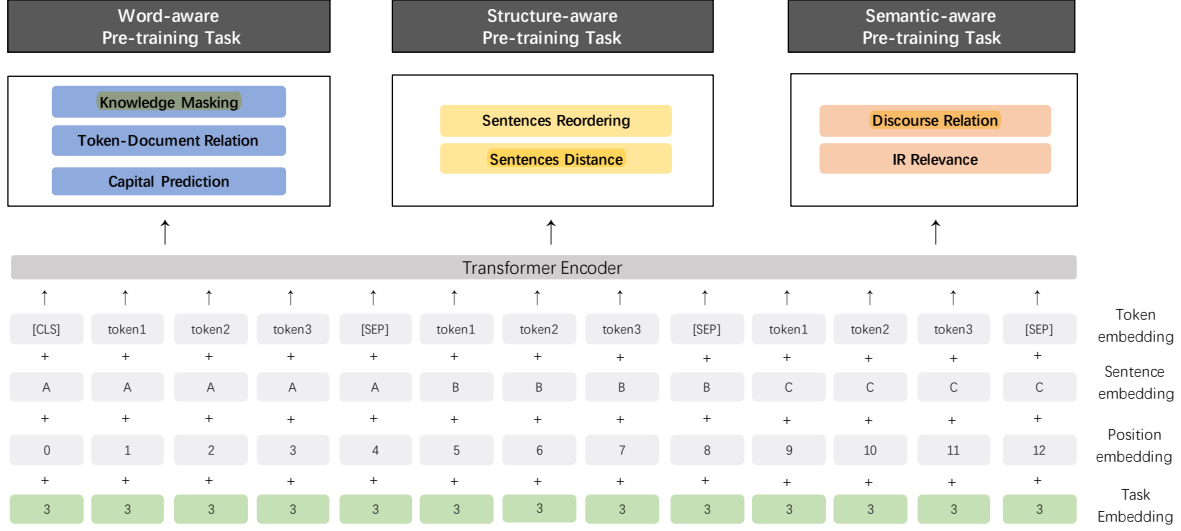 Word-aware
Pre-training Task
Structure-aware
Pre-training Task
Semantic-aware
Pre-training Task
Knowledge Masking
Token-Document Relation
Capital Prediction
Sentences Reordering
Sentences Distance
Discourse Relation
IR Relevance
Transformer Encoder
[CLS] token1 token2 token3 [SEP] token1 token2 token3 [SEP] token1 token2 token3 [SEP]
Token
embedding
+ + + + + + + + + + + + +
A A A A A B B B B C C C C
Sentence
embedding
+ + + + + + + + + + + + +
0 1 2 3 4 5 6 7 8 9 10 11 12
Position
embedding
+ + + + + + + + + + + + +
3 3 3 3 3 3 3 3 3 3 3 3 3
Task
Embedding